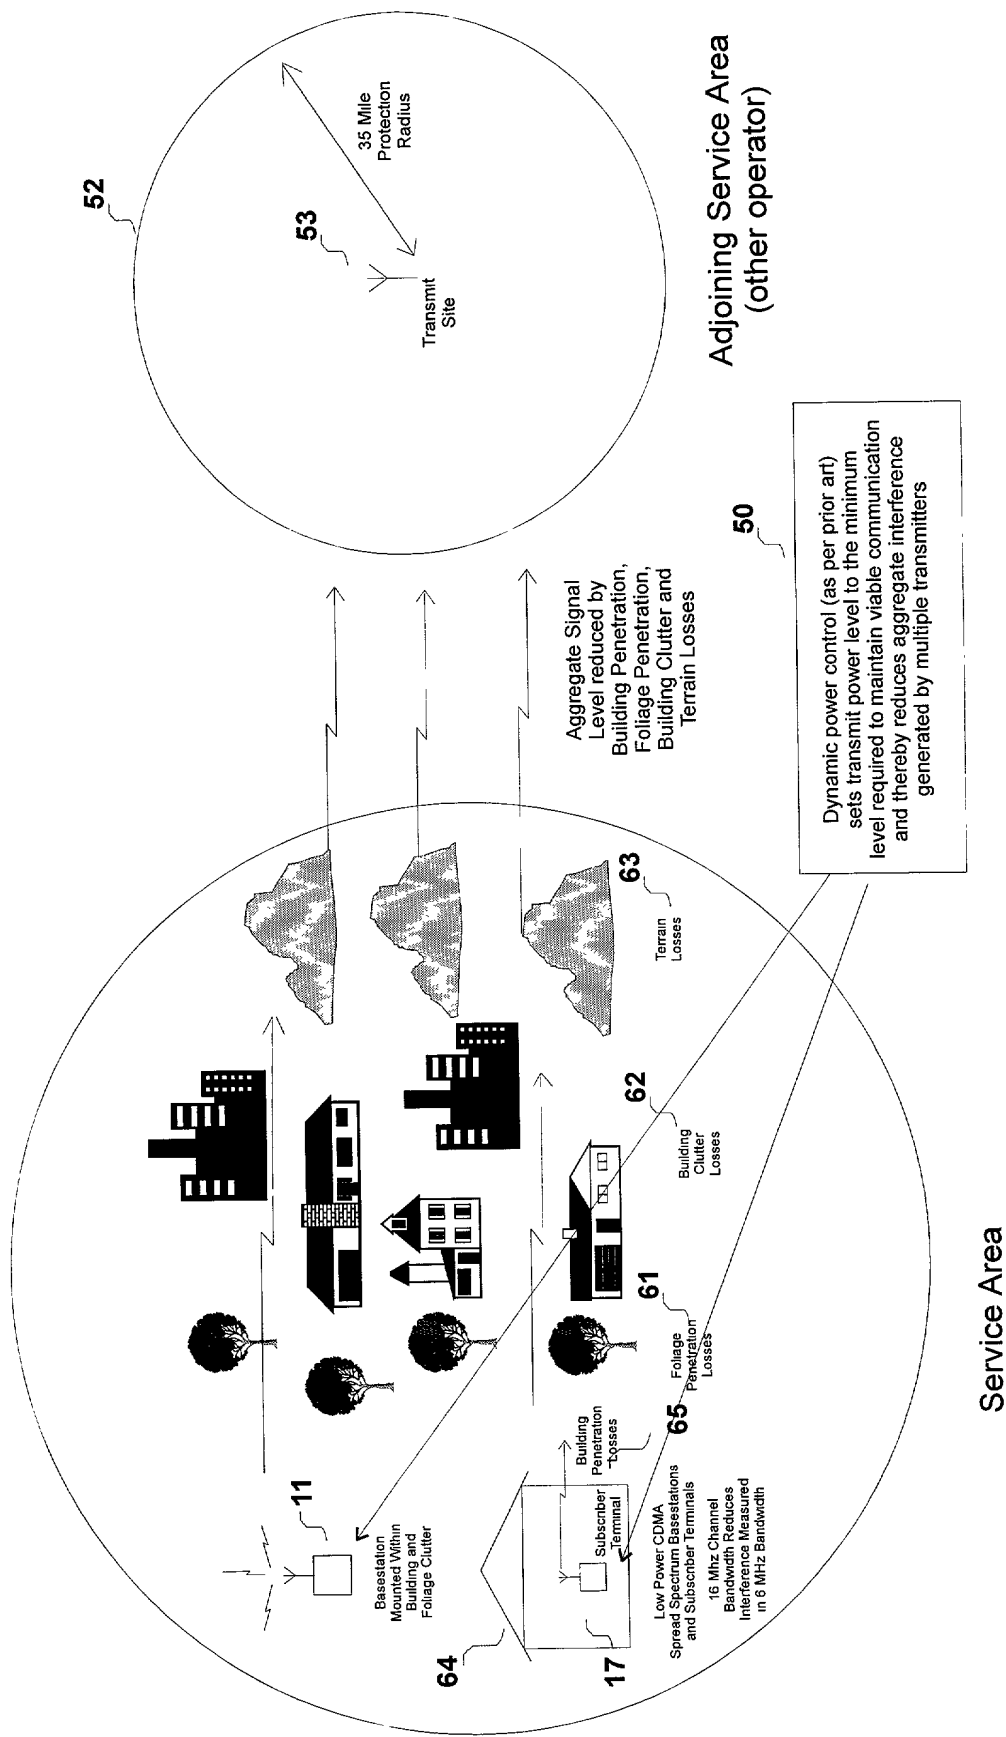 52
53
35 Mile
Protection
Radius
Transmit
Site
Adjoining Service Area
(other operator)
50
Dynamic power control (as per prior art)
sets transmit power level to the minimum
level required to maintain viable communication
and thereby reduces aggregate interference
generated by multiple transmitters
Aggregate Signal
Level reduced by
Building Penetration,
Foliage Penetration,
Building Clutter and
Terrain Losses
63
Terrain
Losses
62
Building
Clutter
Losses
61
Foliage
Penetration
Losses
65
Building
Penetration
Losses
11
Basestation
Mounted Within
Building and
Foliage Clutter
Subscriber
Terminal
64
17
Low Power CDMA
Spread Spectrum Basestations
and Subscriber Terminals
16 Mhz Channel
Bandwidth Reduces
Interference Measured
in 6 MHz Bandwidth
Service Area